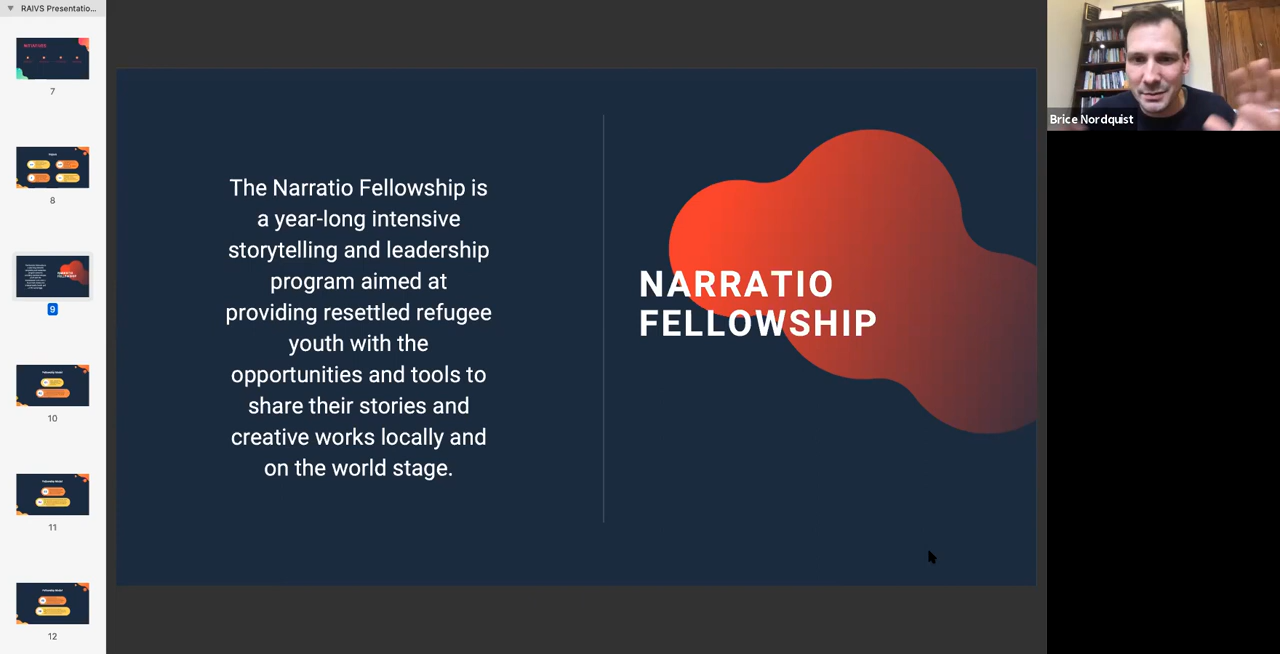 RAIVS Presentatio...
7
8
9
10
11
12
The Narratio Fellowship is
a year-long intensive
storytelling and leadership
program aimed at
providing resettled refugee
youth with the
opportunities and tools to
share their stories and
creative works locally and
on the world stage.
NARRATIO
FELLOWSHIP
Brice Nordquist